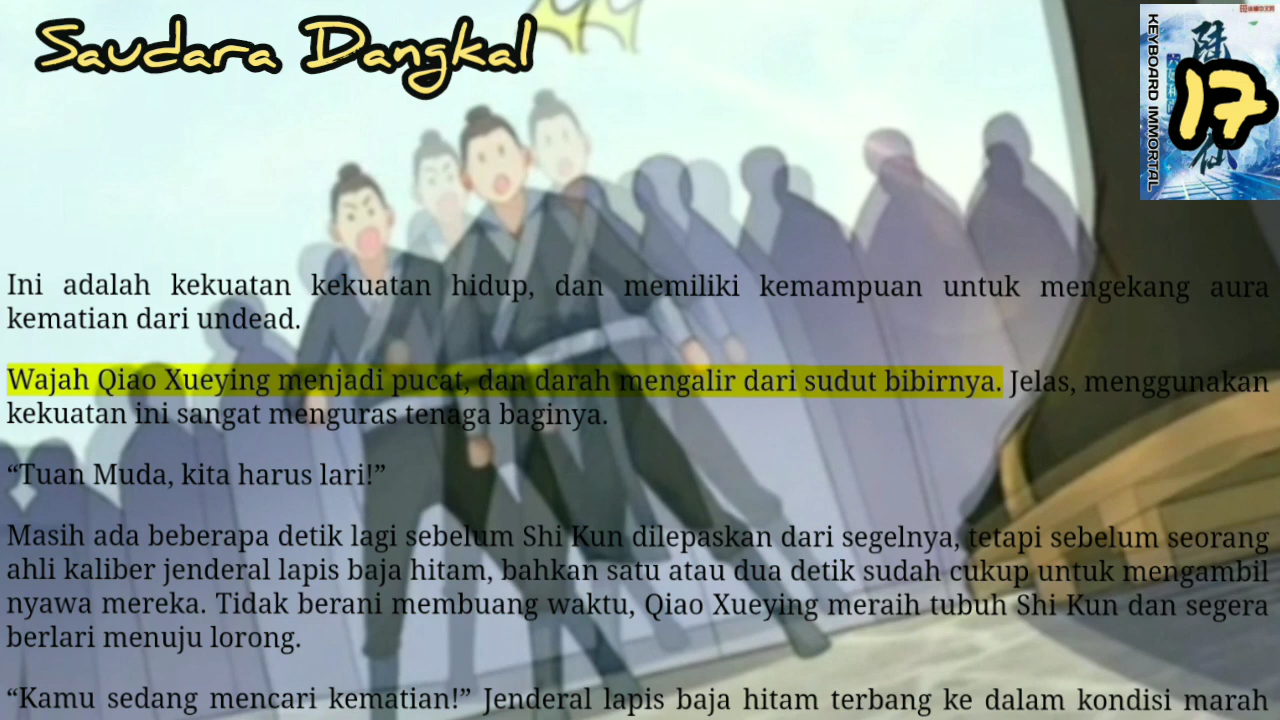 Saudara Dangkal
KEYBOARD IMMORTAL
17
Ini adalah kekuatan kekuatan hidup, dan memiliki kemampuan untuk mengekang aura
kematian dari undead.
Wajah Qiao Xueying menjadi pucat, dan darah mengalir dari sudut bibirnya. Jelas, menggunakan
kekuatan ini sangat menguras tenaga baginya.
“Tuan Muda, kita harus lari!”
Masih ada beberapa detik lagi sebelum Shi Kun dilepaskan dari segelnya, tetapi sebelum seorang
ahli kaliber jenderal lapis baja hitam, bahkan satu atau dua detik sudah cukup untuk mengambil
nyawa mereka. Tidak berani membuang waktu, Qiao Xueying meraih tubuh Shi Kun dan segera
berlari menuju lorong.
“Kamu sedang mencari kematian!” Jenderal lapis baja hitam terbang ke dalam kondisi marah